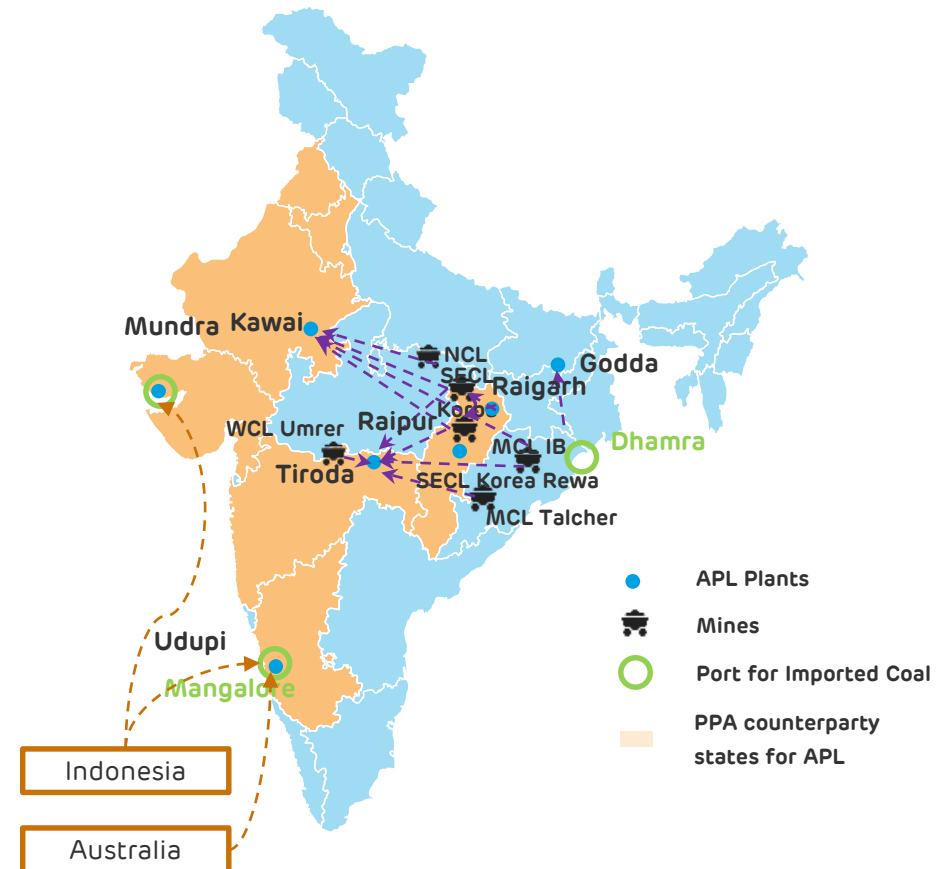 Mundra
Kawai
NCL
SECL
Godda
Raigarh
Raipur
WCL Umrer
Dhamra
MCL IB
Tiroda
SECL Korea Rewa
MCL Talcher
APL Plants
Mines
Udupi
Port for Imported Coal
Mangalore
PPA counterparty
states for APL
Indonesia
Australia